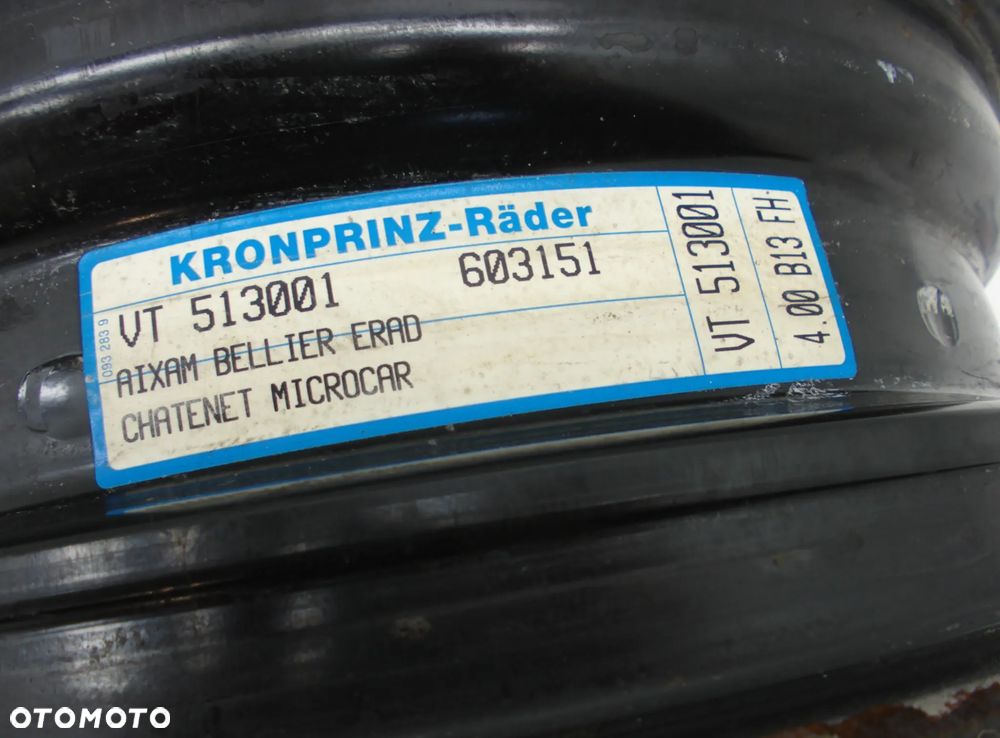 KRONPRINZ-Räder
VT 513001 603151
AIXAM BELLIER ERAD
CHATENET MICROCAR
093 283 9
VT 513001
4.00 B13 FH.
OTOMOTO